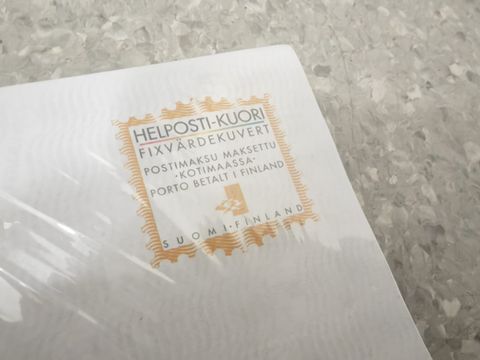 HELPOSTI-KUORI
FIXVÄRDEKUVERT
POSTIMAKSU MAKSETTU
·KOTIMAASSA·
PORTO BETALT I FINLAND
SUOMI·FINLAND